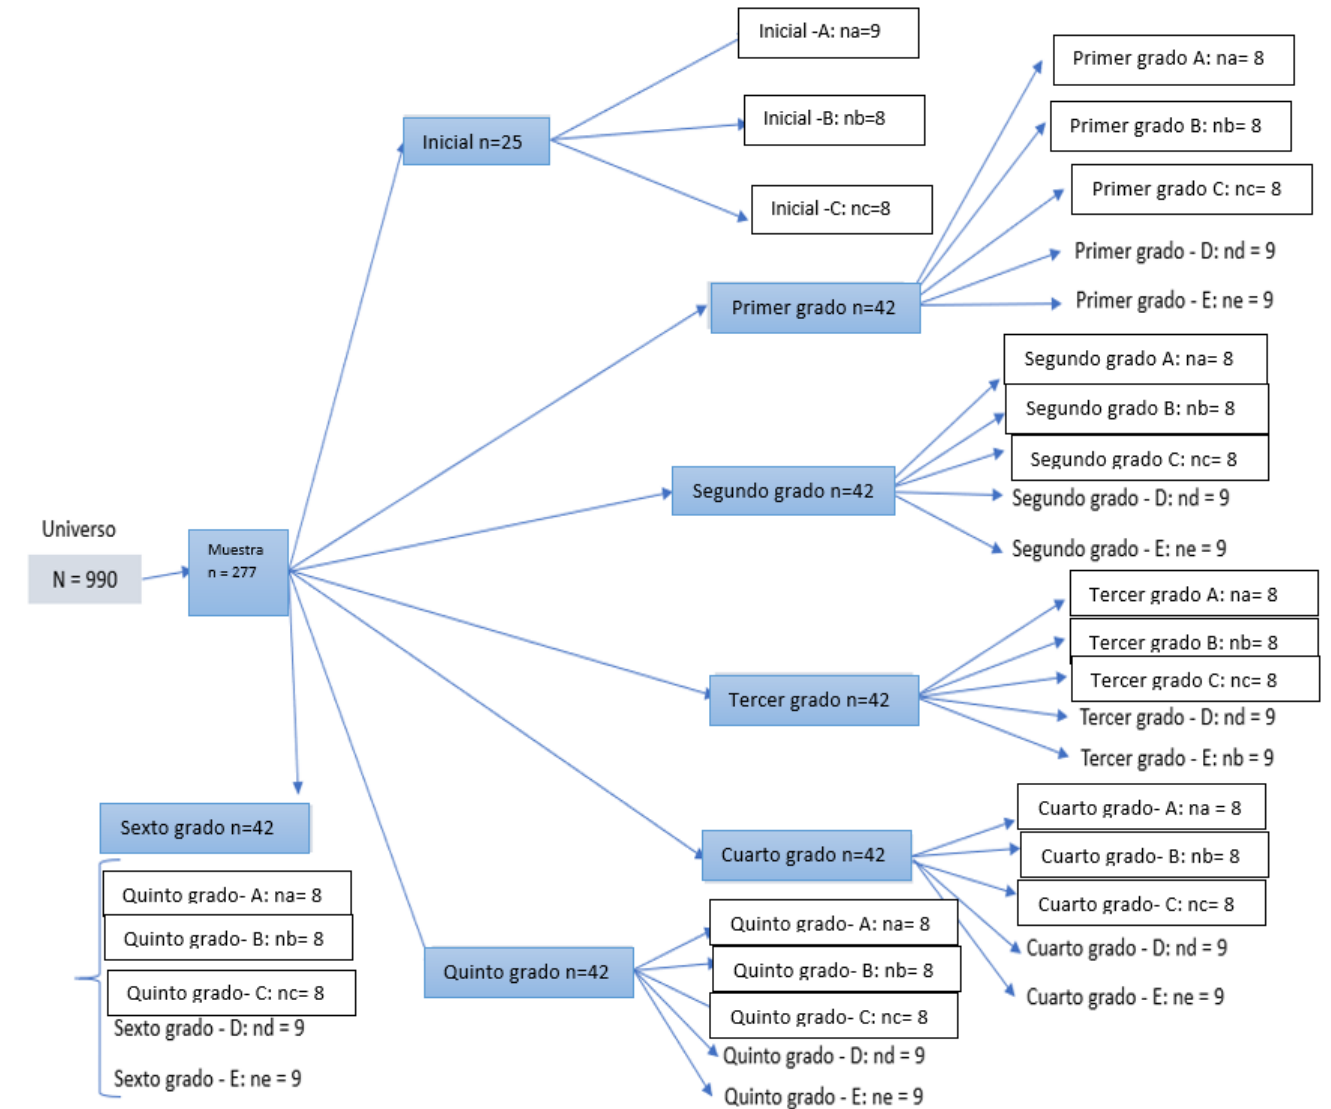 Universo
N = 990
Muestra
n = 277
Inicial n=25
Inicial -A: na=9
Inicial -B: nb=8
Inicial -C: nc=8
Primer grado n=42
Primer grado A: na= 8
Primer grado B: nb= 8
Primer grado C: nc= 8
Primer grado - D: nd = 9
Primer grado - E: ne = 9
Segundo grado n=42
Segundo grado A: na= 8
Segundo grado B: nb= 8
Segundo grado C: nc= 8
Segundo grado - D: nd = 9
Segundo grado - E: ne = 9
Tercer grado n=42
Tercer grado A: na= 8
Tercer grado B: nb= 8
Tercer grado C: nc= 8
Tercer grado - D: nd = 9
Tercer grado - E: nb = 9
Cuarto grado n=42
Cuarto grado- A: na = 8
Cuarto grado- B: nb= 8
Cuarto grado- C: nc= 8
Cuarto grado - D: nd = 9
Cuarto grado - E: ne = 9
Quinto grado n=42
Quinto grado- A: na= 8
Quinto grado- B: nb= 8
Quinto grado- C: nc= 8
Quinto grado - D: nd = 9
Quinto grado - E: ne = 9
Sexto grado n=42
Quinto grado- A: na= 8
Quinto grado- B: nb= 8
Quinto grado- C: nc= 8
Sexto grado - D: nd = 9
Sexto grado - E: ne = 9